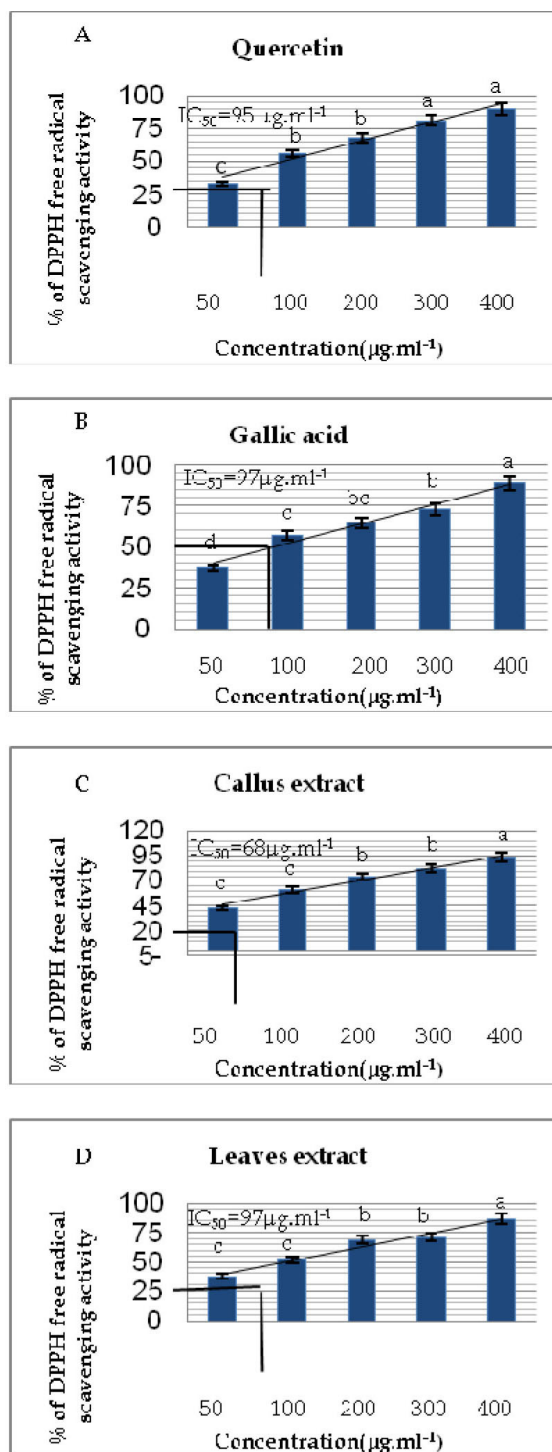 A
Quercetin
% of DPPH free radical
scavenging activity
100
75
50
25
0
IC50=95 µg.ml-1
c
b
b
a
a
50 100 200 300 400
Concentration(µg.ml-1)
B
Gallic acid
% of DPPH free radical
scavenging activity
100
75
50
25
0
IC50=97µg.ml-1
d
c
bc
b
a
50 100 200 300 400
Concentration(µg.ml-1)
C
Callus extract
% of DPPH free radical
scavenging activity
120
95
70
45
20
5-
IC50=68µg.ml-1
c
c
b
b
a
50 100 200 300 400
Concentration(µg.ml-1)
D
Leaves extract
% of DPPH free radical
scavenging activity
100
75
50
25
0
IC50=97µg.ml-1
c
c
b
b
a
50 100 200 300 400
Concentration(µg.ml-1)